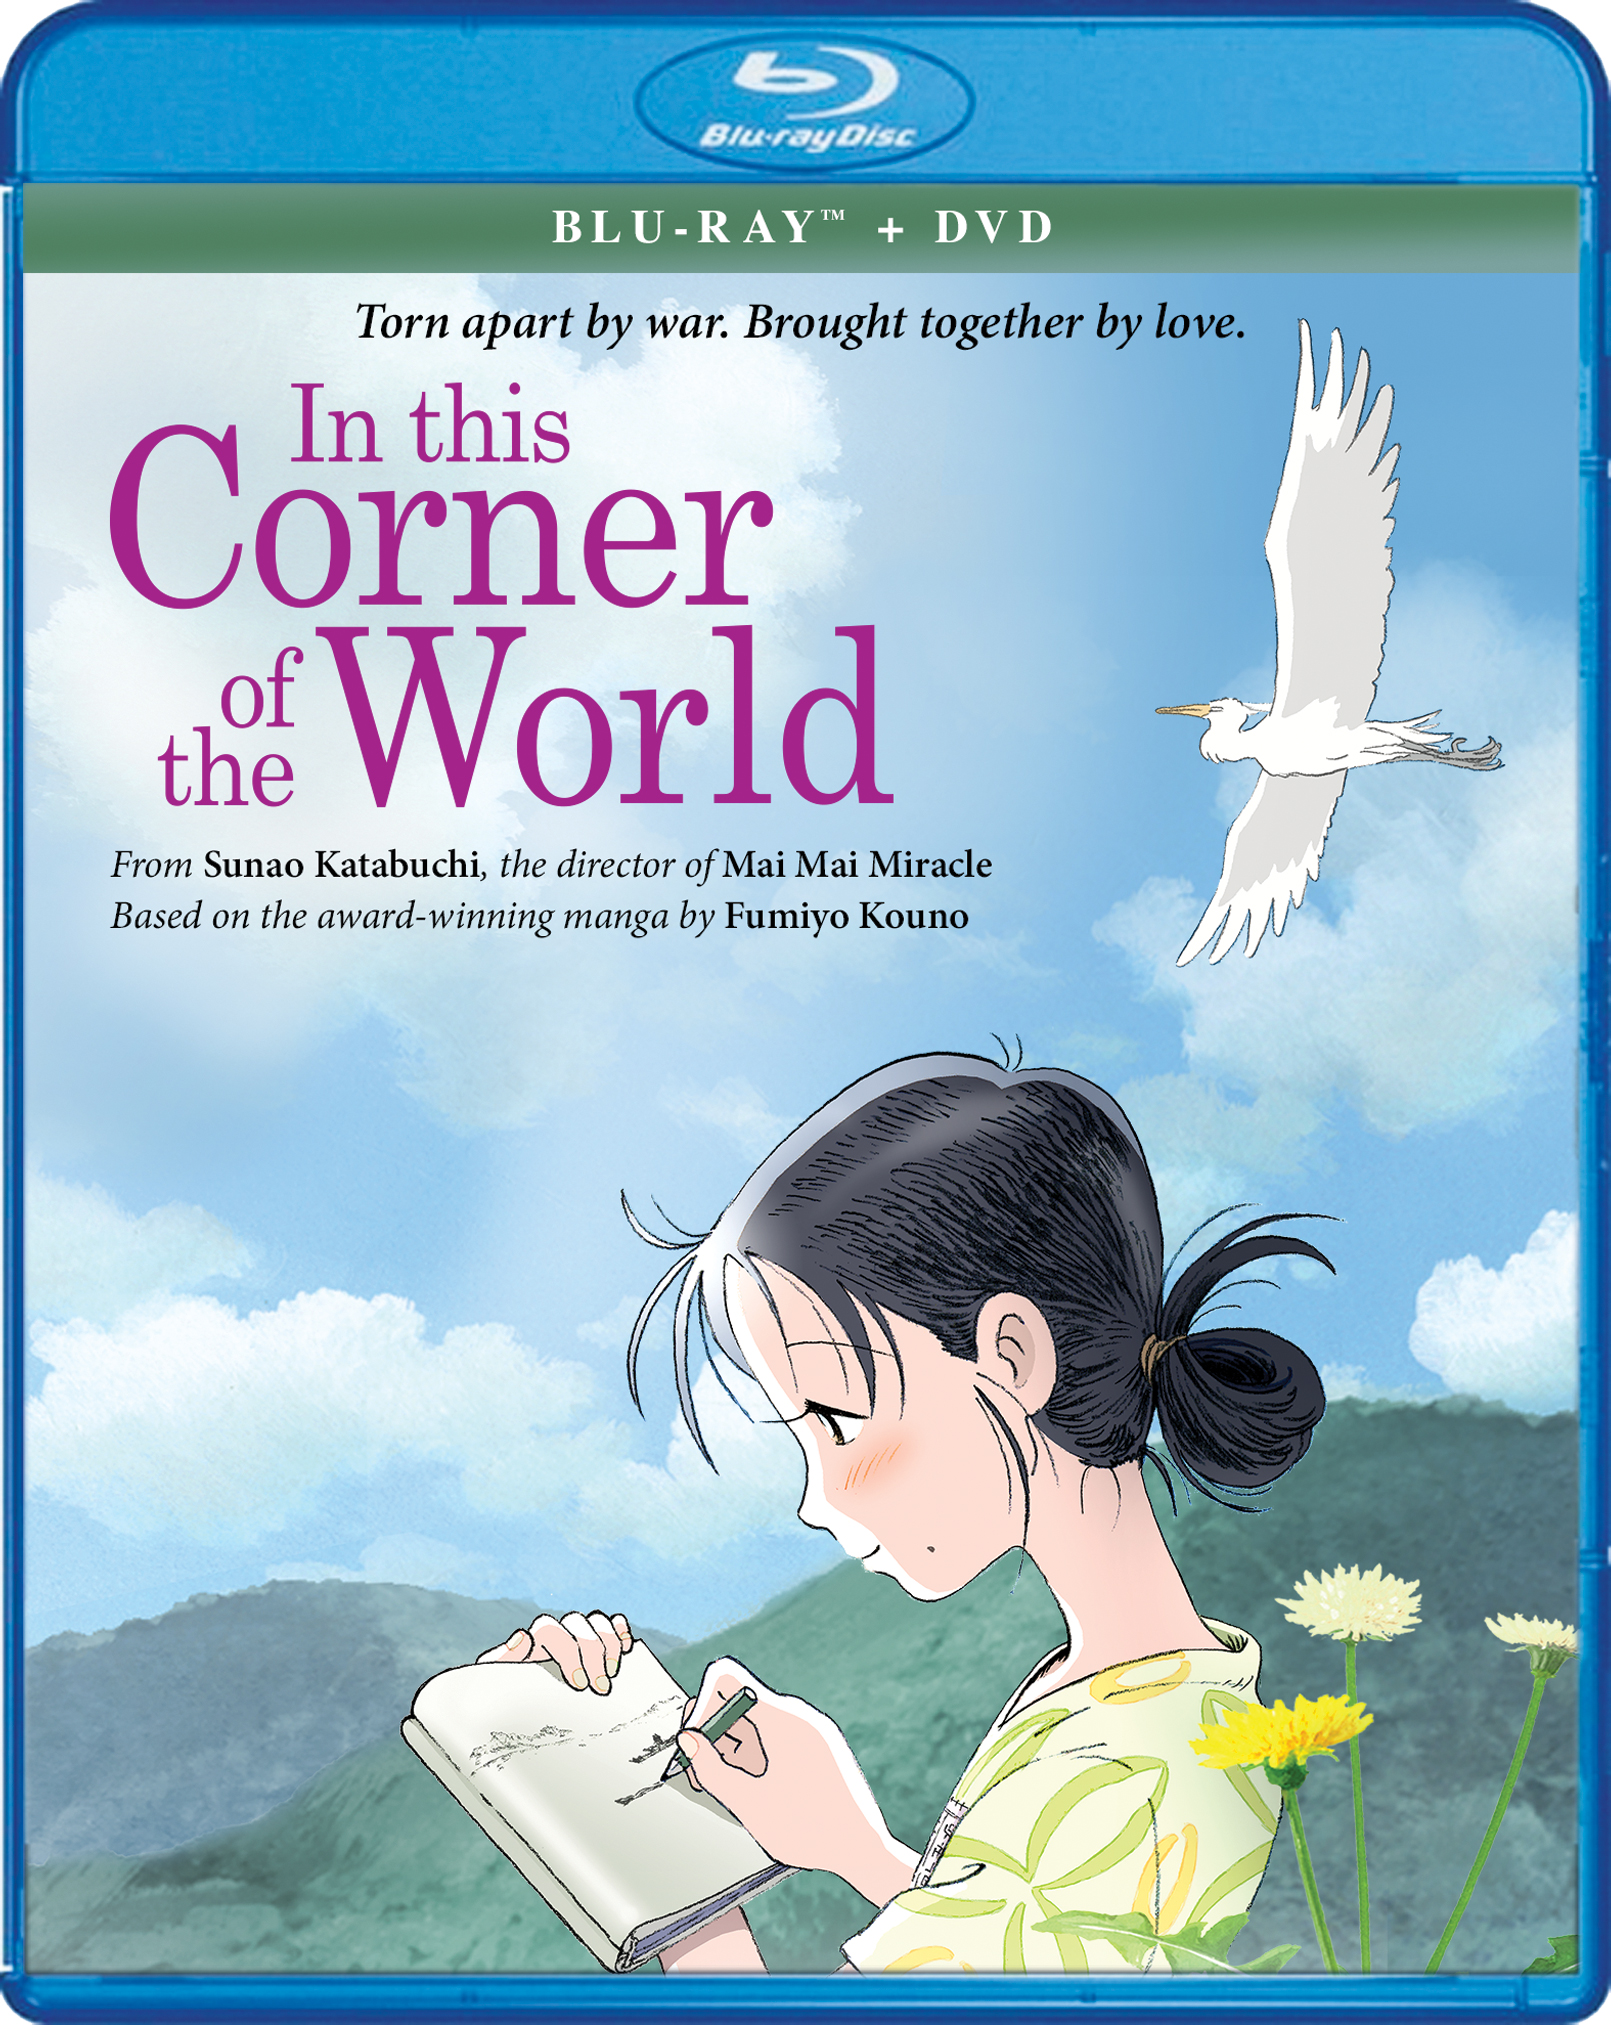 Blu-ray Disc
BLU-RAY™ + DVD
Torn apart by war. Brought together by love.
In this
Corner
of the World
From Sunao Katabuchi, the director of Mai Mai Miracle
Based on the award-winning manga by Fumiyo Kouno